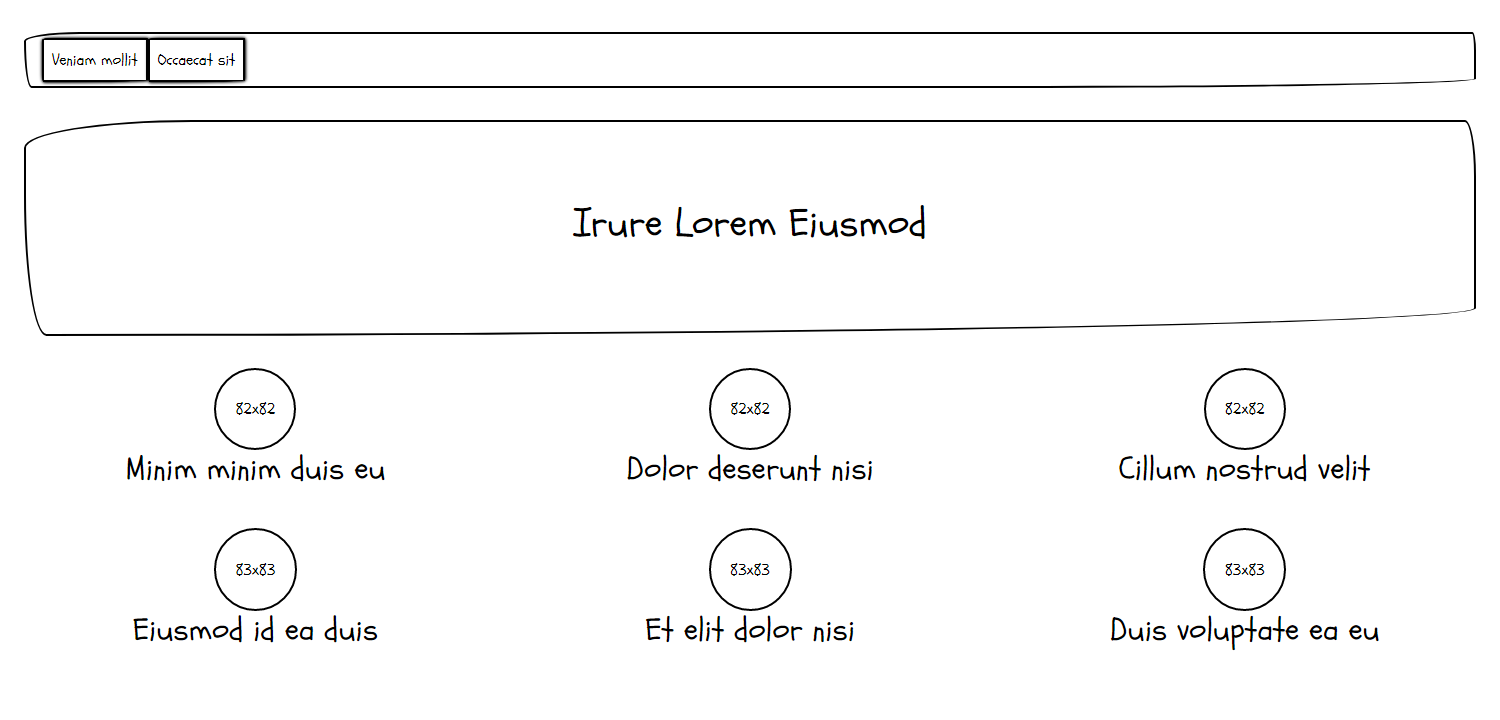 Veniam mollit Occaecat sit
Irure Lorem Eiusmod
82x82 82x82 82x82
Minim minim duis eu Dolor deserunt nisi Cillum nostrud velit
83x83 83x83 83x83
Eiusmod id ea duis Et elit dolor nisi Duis voluptate ea eu